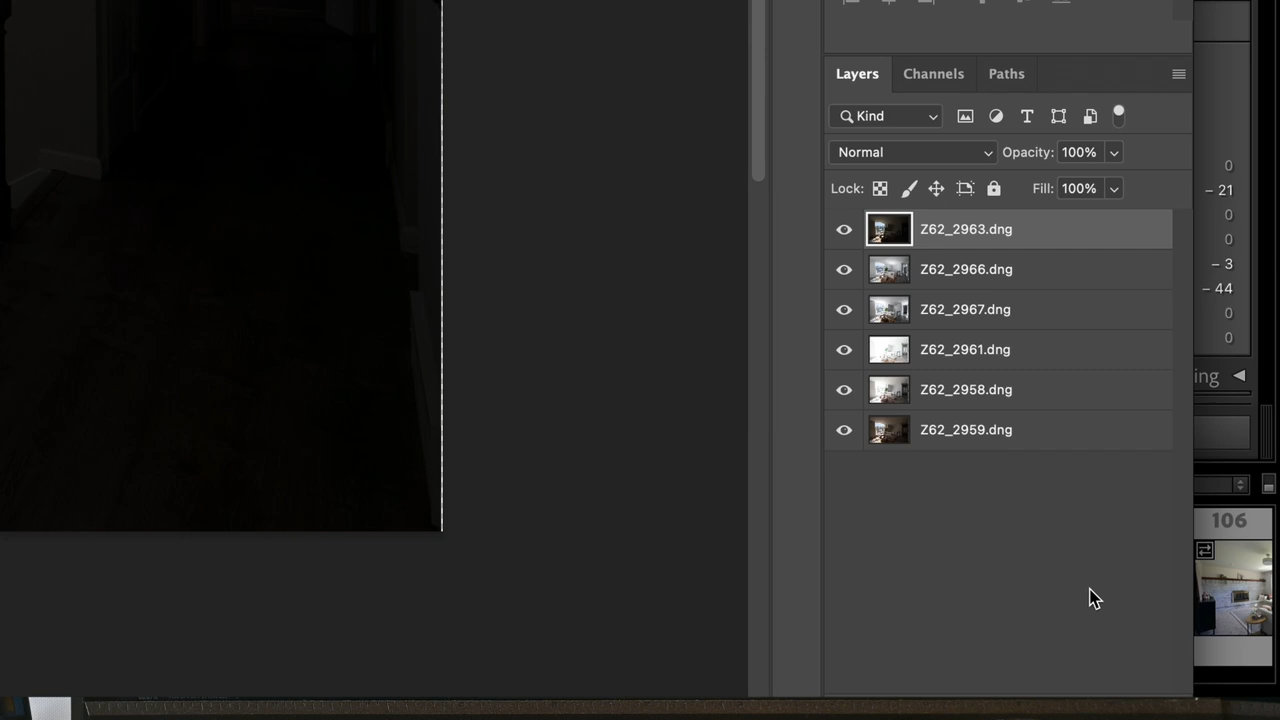 Layers Channels Paths
Kind
Normal Opacity: 100%
Lock: Fill: 100%
0
– 21
0
0
– 3
– 44
0
0
Z62_2963.dng
Z62_2966.dng
Z62_2967.dng
Z62_2961.dng
Z62_2958.dng
Z62_2959.dng
ing
106